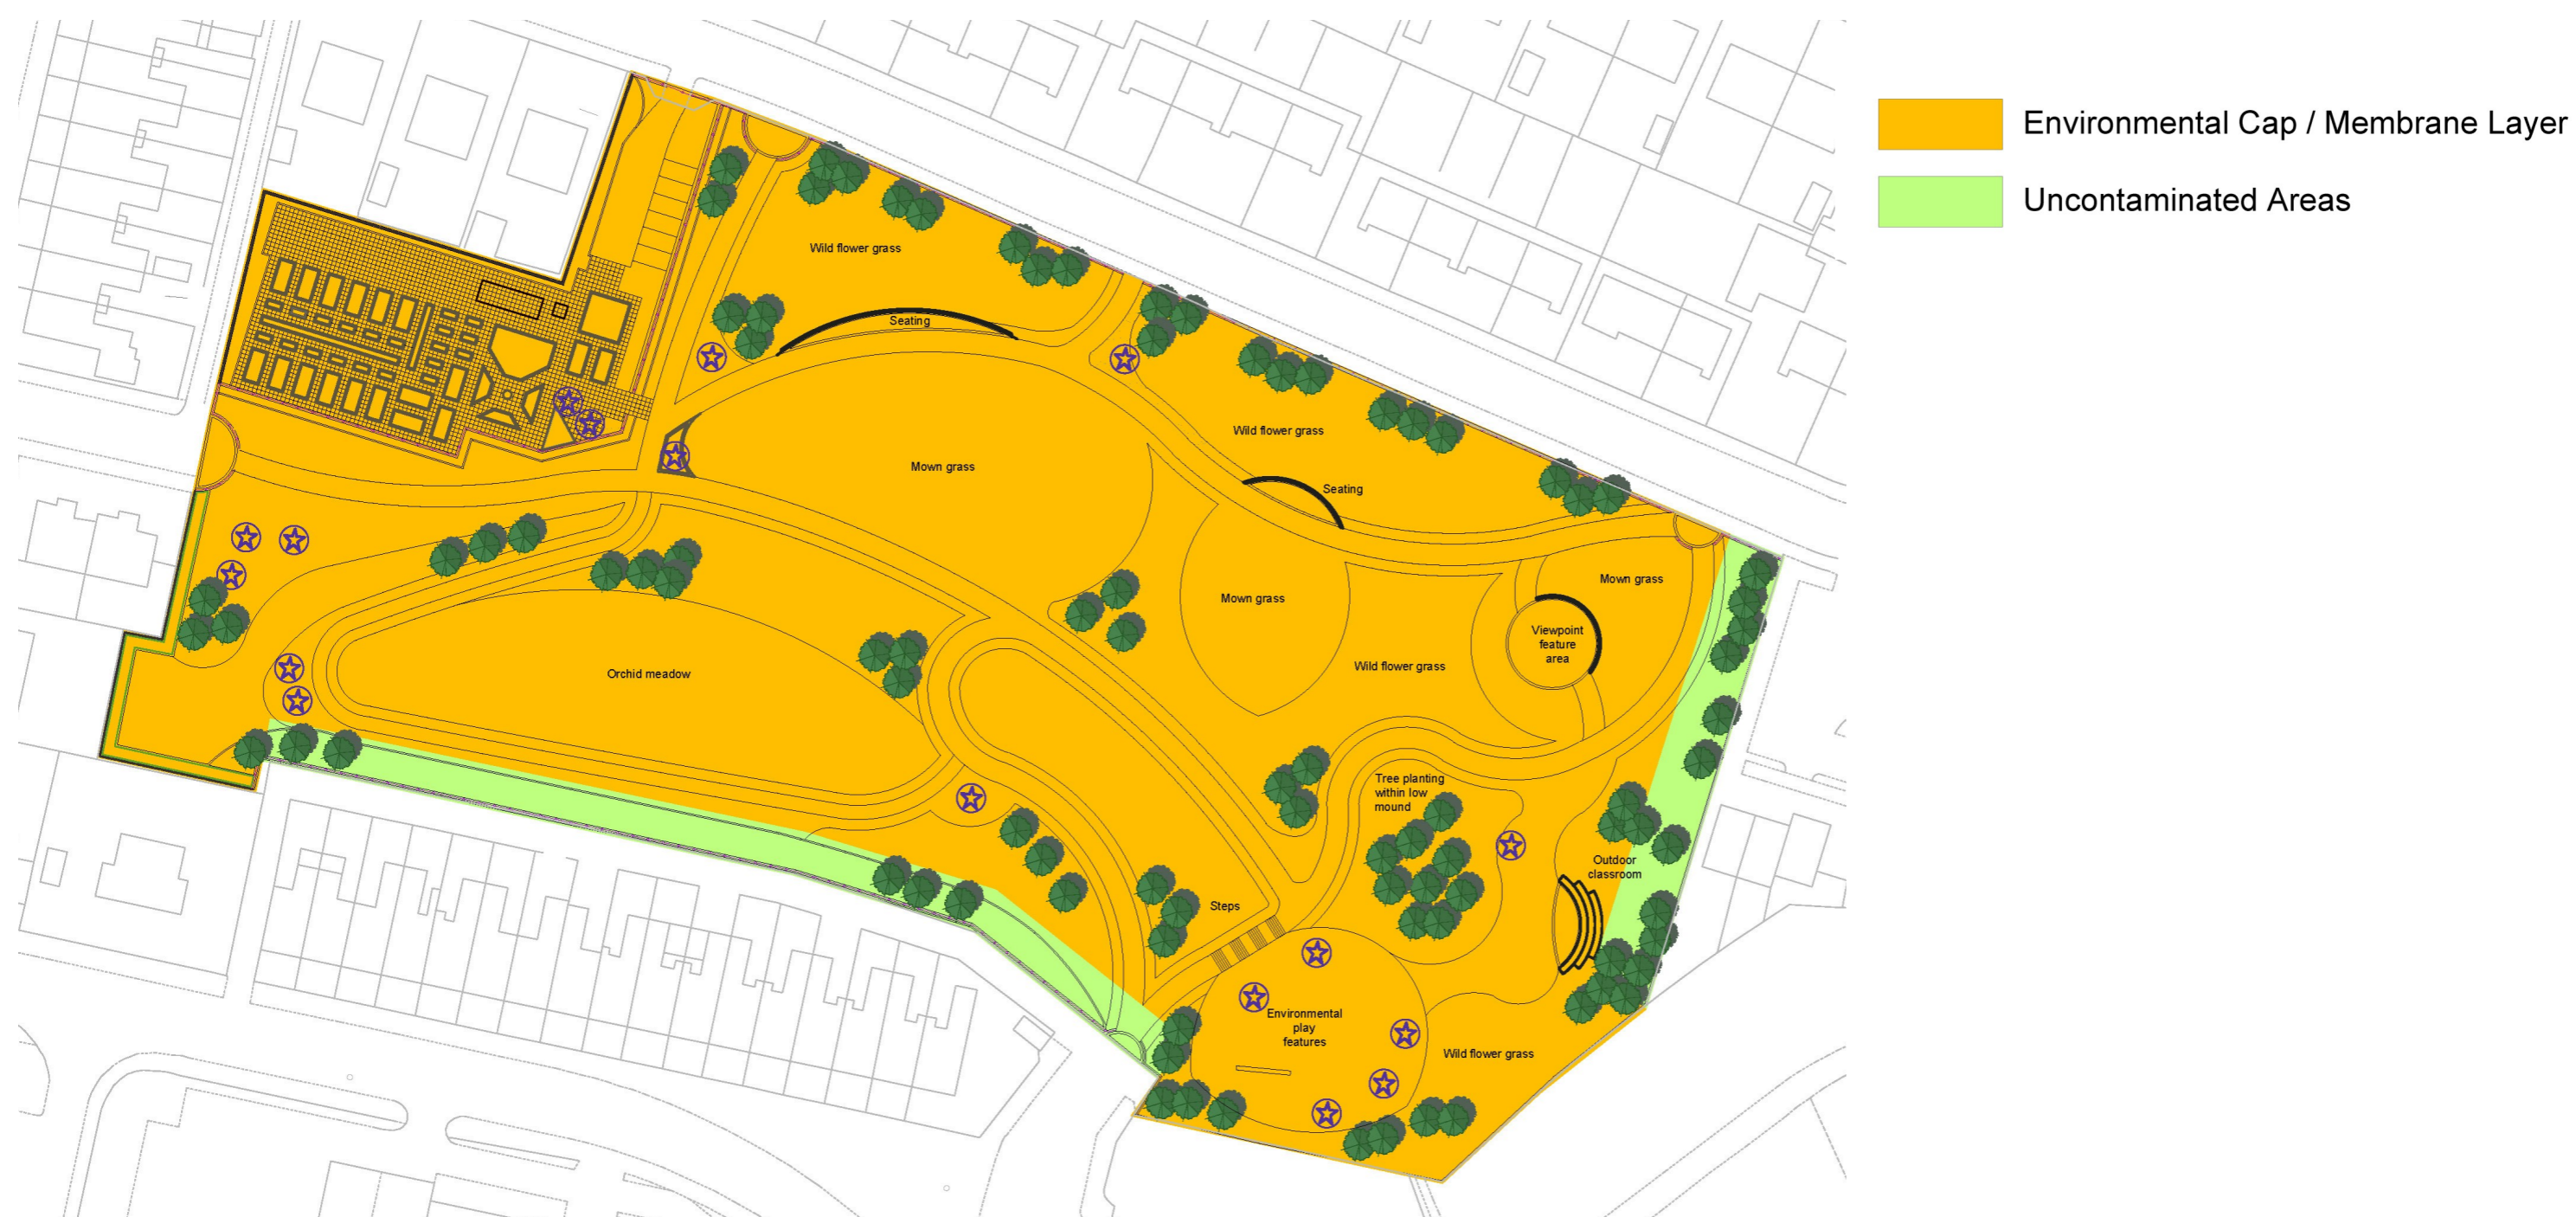 Environmental Cap / Membrane Layer
Uncontaminated Areas
Wild flower grass
Seating
Wild flower grass
Mown grass
Seating
Mown grass
Mown grass
Viewpoint
feature
area
Wild flower grass
Orchid meadow
Tree planting
within low
mound
Outdoor
classroom
Steps
Environmental
play
features
Wild flower grass